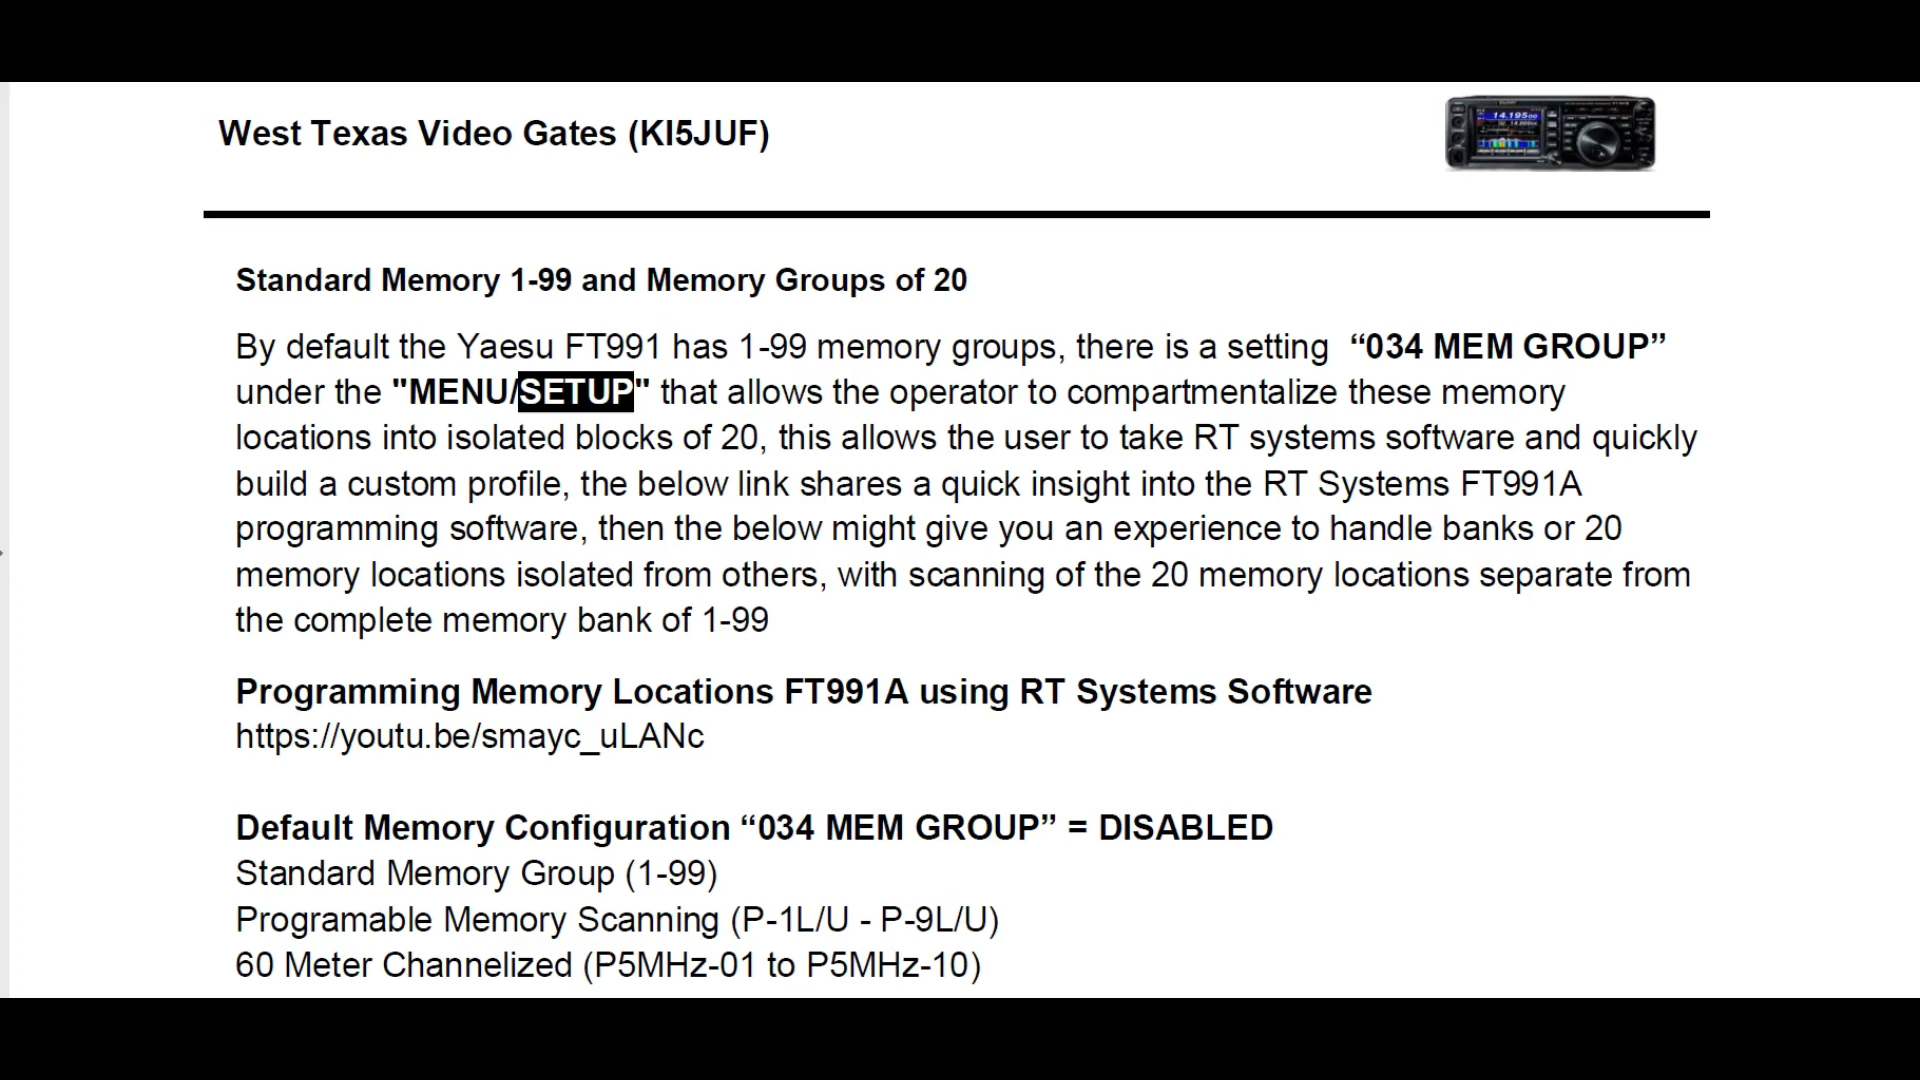 West Texas Video Gates (KI5JUF)
14.195.00
Standard Memory 1-99 and Memory Groups of 20
By default the Yaesu FT991 has 1-99 memory groups, there is a setting “034 MEM GROUP”
under the "MENU/SETUP" that allows the operator to compartmentalize these memory
locations into isolated blocks of 20, this allows the user to take RT systems software and quickly
build a custom profile, the below link shares a quick insight into the RT Systems FT991A
programming software, then the below might give you an experience to handle banks or 20
memory locations isolated from others, with scanning of the 20 memory locations separate from
the complete memory bank of 1-99
Programming Memory Locations FT991A using RT Systems Software
https://youtu.be/smayc_uLANc
Default Memory Configuration “034 MEM GROUP” = DISABLED
Standard Memory Group (1-99)
Programable Memory Scanning (P-1L/U - P-9L/U)
60 Meter Channelized (P5MHz-01 to P5MHz-10)